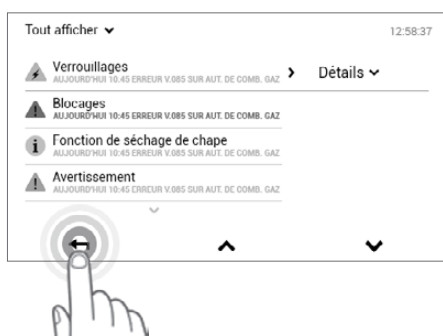 Tout afficher
12:58:37
Verrouillages
AUJOURD'HUI 10.45 ERREUR V.085 SUR AUT. DE COMB. GAZ
Détails
Blocages
AUJOURD'HUI 10:45 ERREUR V.085 SUR AUT. DE COMB. GAZ
Fonction de séchage de chape
AUJOURD'HUI 10:45 ERREUR V.085 SUR AUT. DE COMB. GAZ
Avertissement
AUJOURD'HUI 10:45 ERREUR V.085 SUR AUT. DE COMB. GAZ